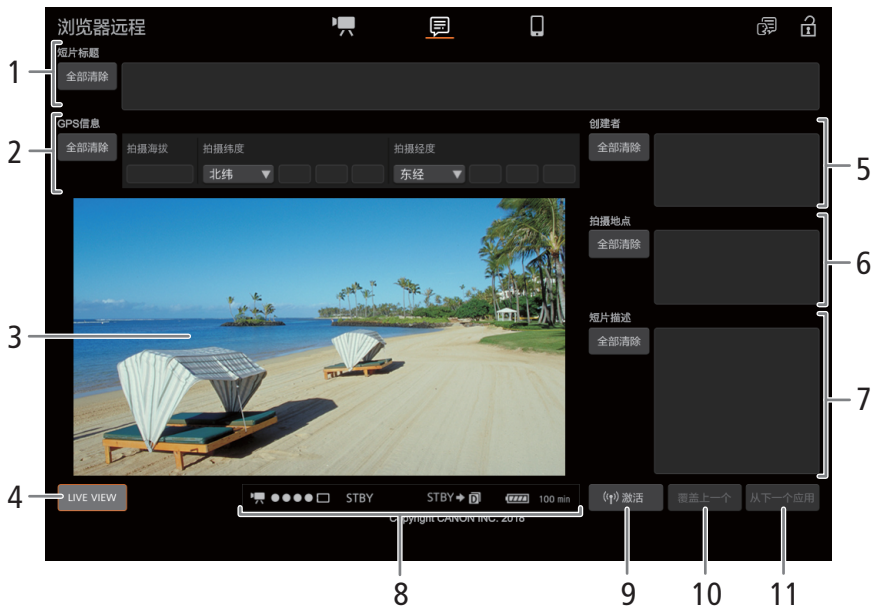 浏览器远程
短片标题
1
全部清除
GPS信息
创建者
2
全部清除
拍摄海拔
拍摄纬度
拍摄经度
全部清除
北纬
东经
5
拍摄地点
全部清除
6
3
短片描述
全部清除
7
4
LIVE VIEW
STBY
STBY
100 min
激活
覆盖上一个
从下一个应用
Copyright CANON INC. 2018
8
9
10
11